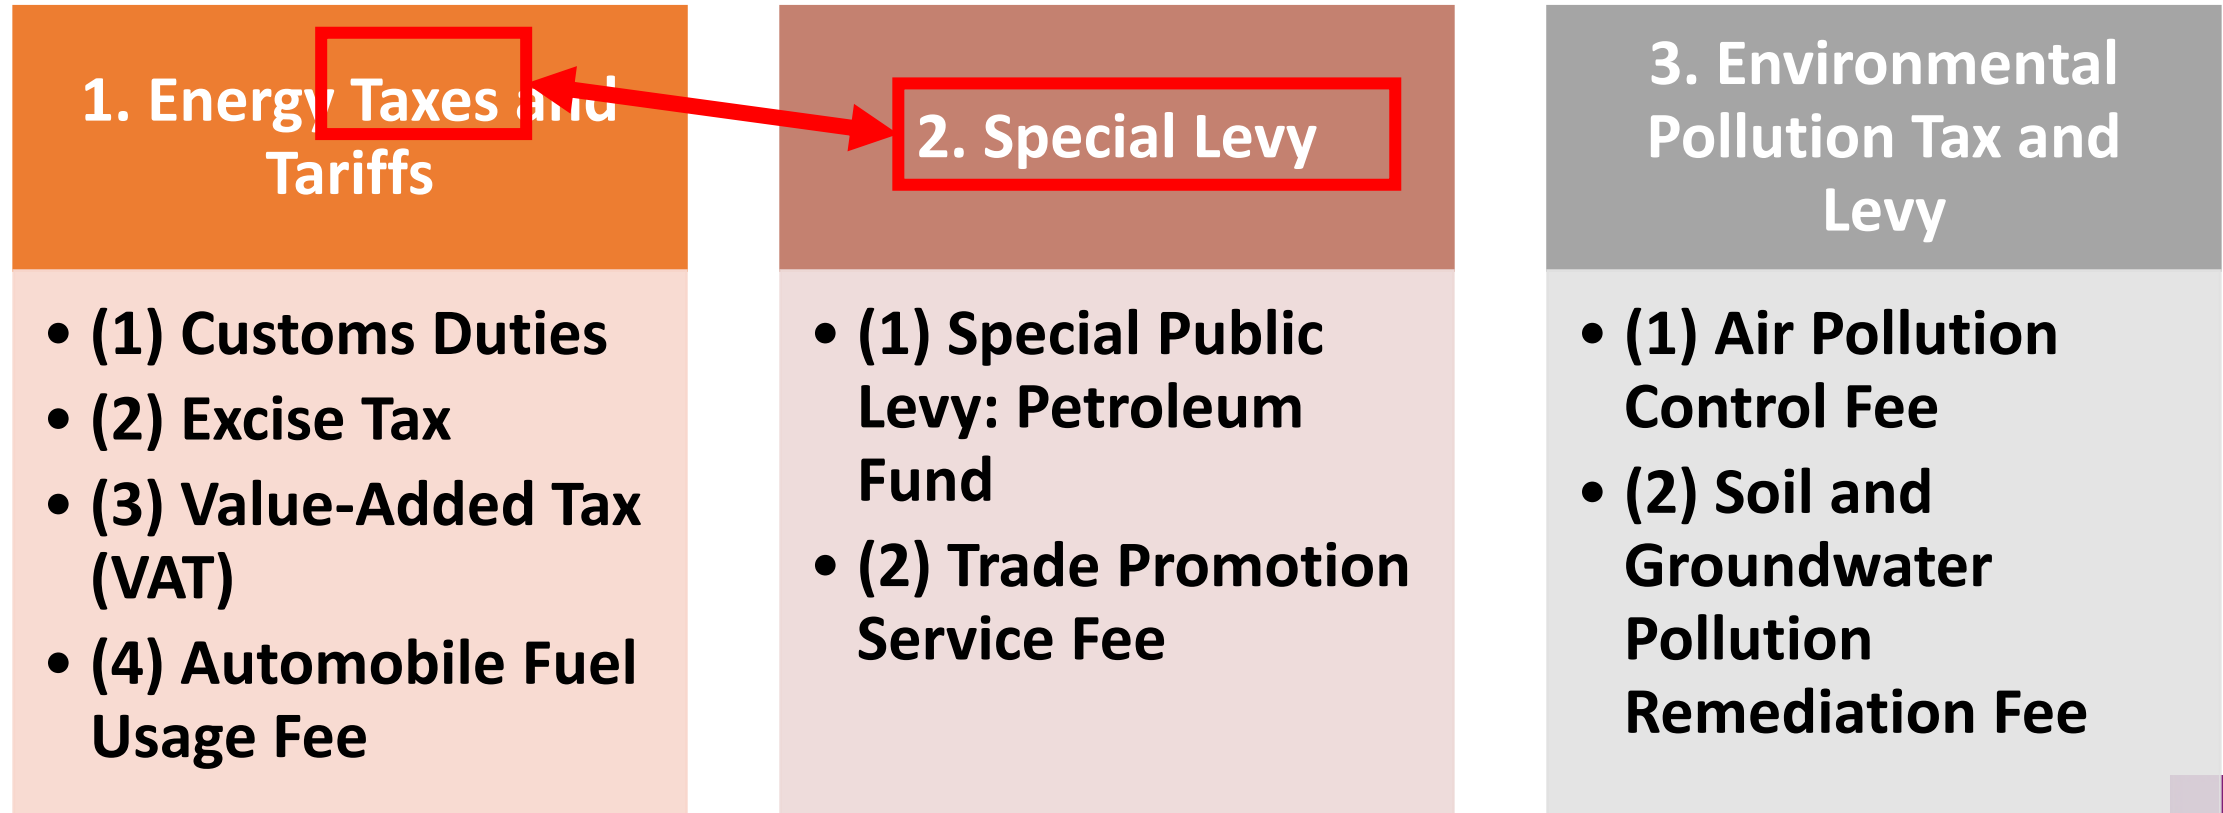 1. Energy Taxes and
Tariffs
• (1) Customs Duties
• (2) Excise Tax
• (3) Value-Added Tax
(VAT)
• (4) Automobile Fuel
Usage Fee
2. Special Levy
• (1) Special Public
Levy: Petroleum
Fund
• (2) Trade Promotion
Service Fee
3. Environmental
Pollution Tax and
Levy
• (1) Air Pollution
Control Fee
• (2) Soil and
Groundwater
Pollution
Remediation Fee